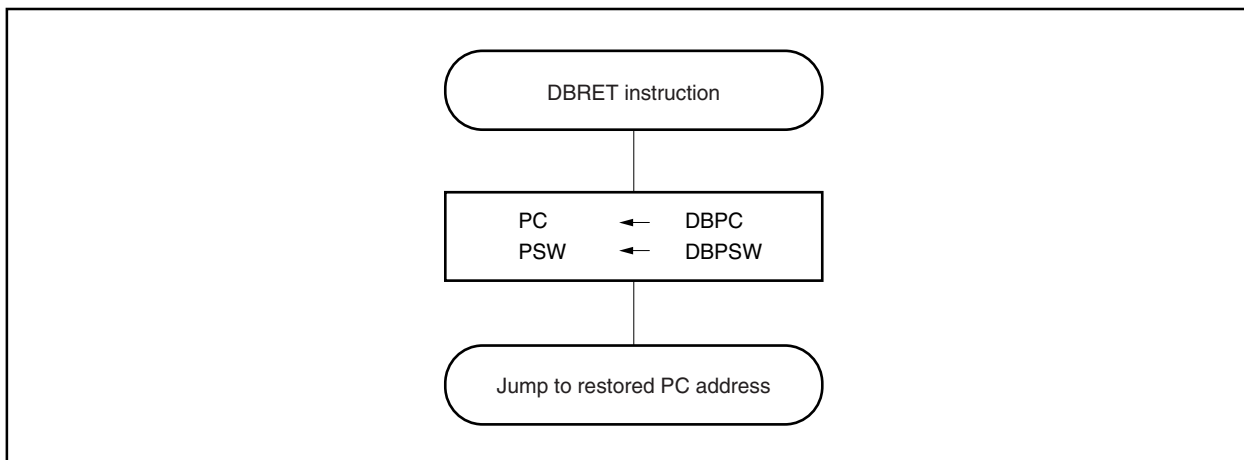 DBRET instruction
PC ← DBPC
PSW ← DBPSW
Jump to restored PC address